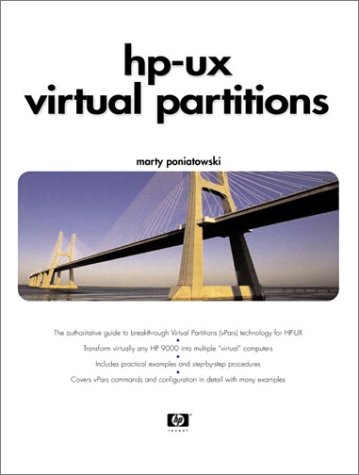 hp-ux
virtual partitions
marty poniatowski
The authoritative guide to breakthrough Virtual Partitions (vPars) technology for HP-UX
Transform virtually any HP 9000 into multiple "virtual" computers
Includes practical examples and step-by-step procedures
Covers vPars commands and configuration in detail with many examples
hp
invent